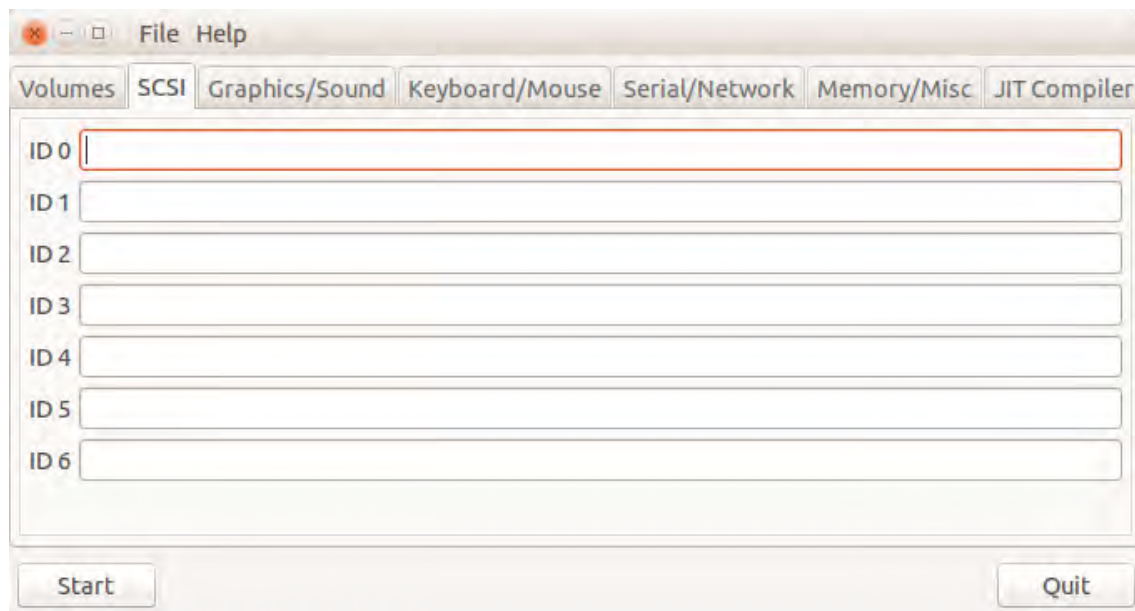 File Help
Volumes SCSI Graphics/Sound Keyboard/Mouse Serial/Network Memory/Misc JIT Compiler
ID 0
ID 1
ID 2
ID 3
ID 4
ID 5
ID 6
Start Quit